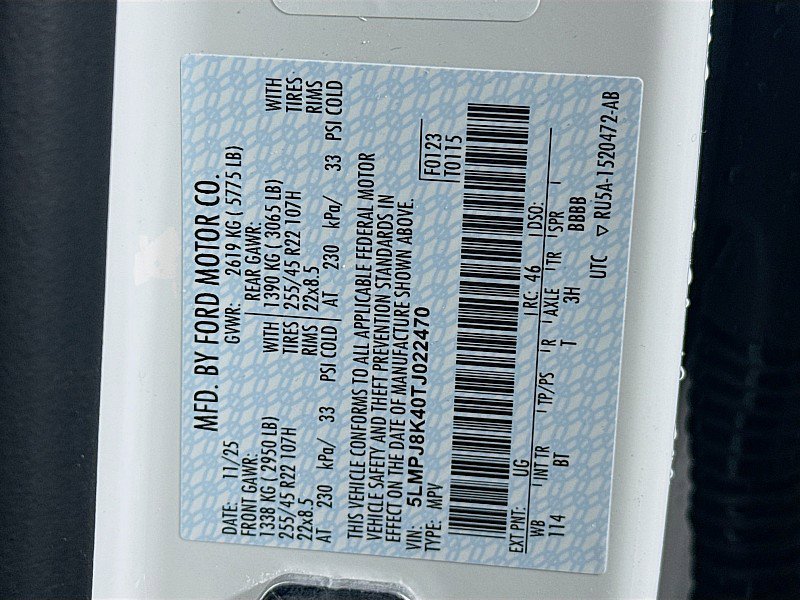 MFD. BY FORD MOTOR CO.
DATE: 11/25 GVWR: 2619 KG ( 5775 LB)
FRONT GAWR: REAR GAWR:
1338 KG ( 2950 LB) WITH 1390 KG ( 3065 LB) WITH
255/45 R22 107H TIRES 255/45 R22 107H TIRES
22x8.5 RIMS 22x8.5 RIMS
AT 230 kPa/ 33 PSI COLD AT 230 kPa/ 33 PSI COLD
THIS VEHICLE CONFORMS TO ALL APPLICABLE FEDERAL MOTOR
VEHICLE SAFETY AND THEFT PREVENTION STANDARDS IN
EFFECT ON THE DATE OF MANUFACTURE SHOWN ABOVE.
VIN: 5LMPJ8K40TJ022470 F0123
TYPE: MPV T0115
EXT PNT: UG RC: 46 DSO:
WB INT TR TP/PS R AXLE TR SPR
114 BT T 3H BBBB
UTC ▽ RU5A-1520472-AB